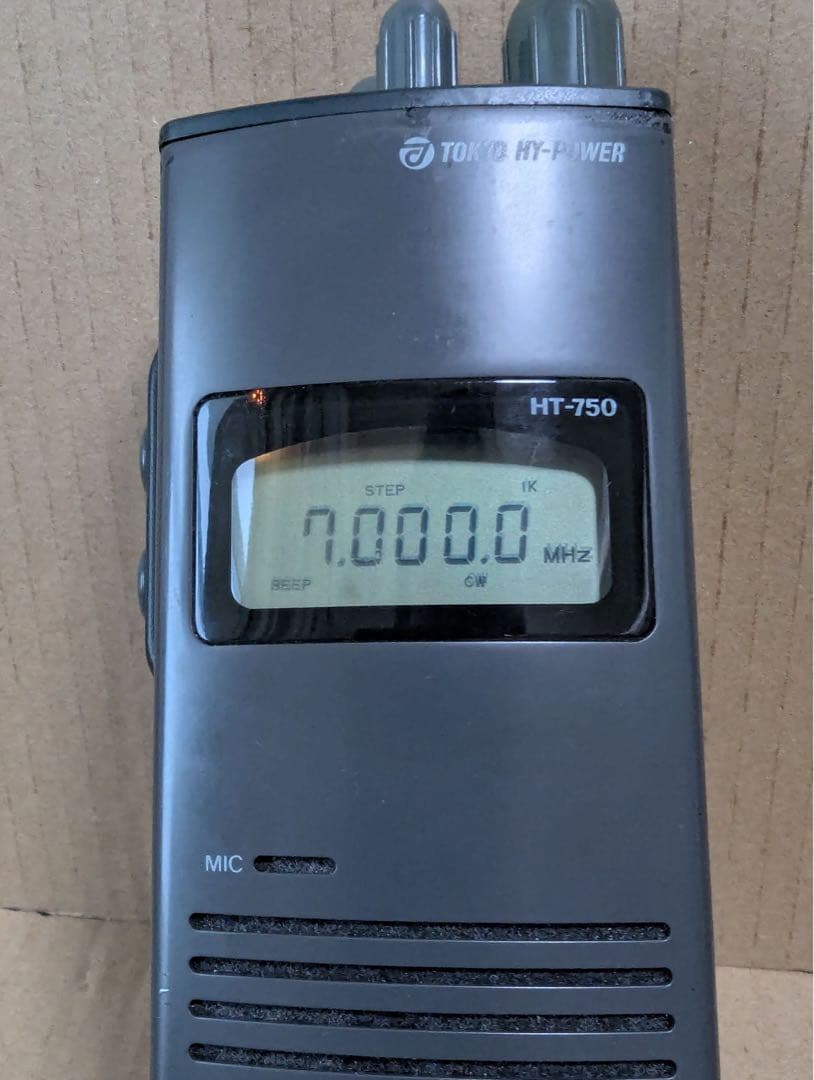 TOKYO HY-POWER
HT-750
STEP 1K
7.000.0 MHz
BEEP CW
MIC